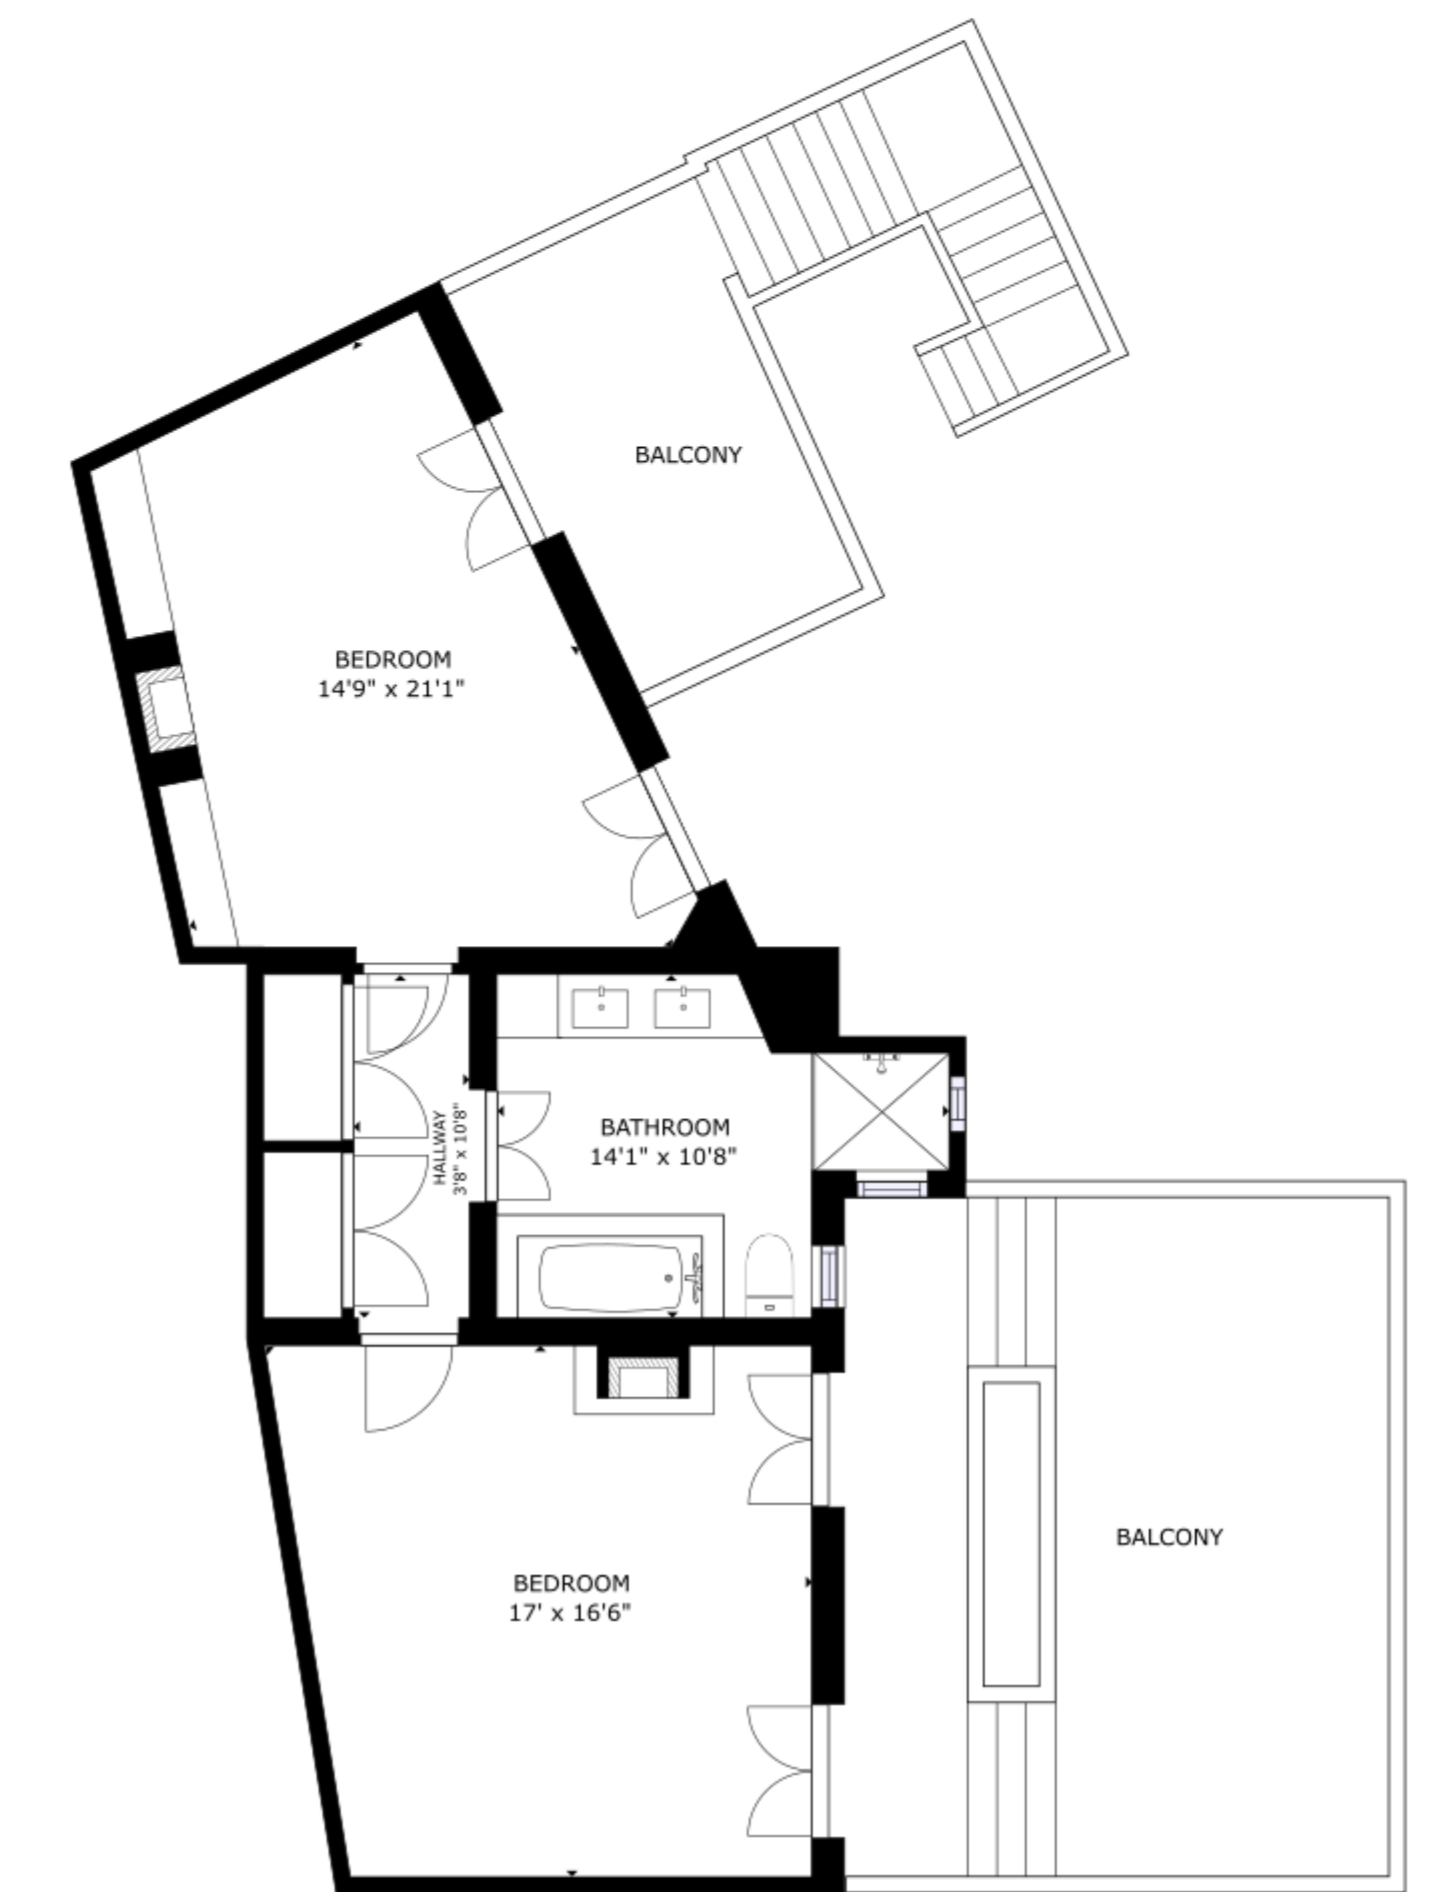 BALCONY
BEDROOM
14'9" x 21'1"
HALLWAY
3'8" x 10'8"
BATHROOM
14'1" x 10'8"
BALCONY
BEDROOM
17' x 16'6"